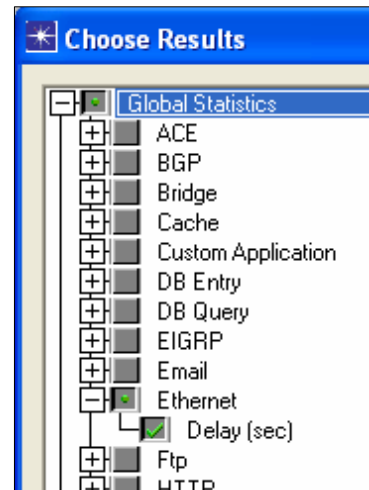 Choose Results
Global Statistics
ACE
BGP
Bridge
Cache
Custom Application
DB Entry
DB Query
EIGRP
Email
Ethernet
Delay (sec)
Ftp
HTTP